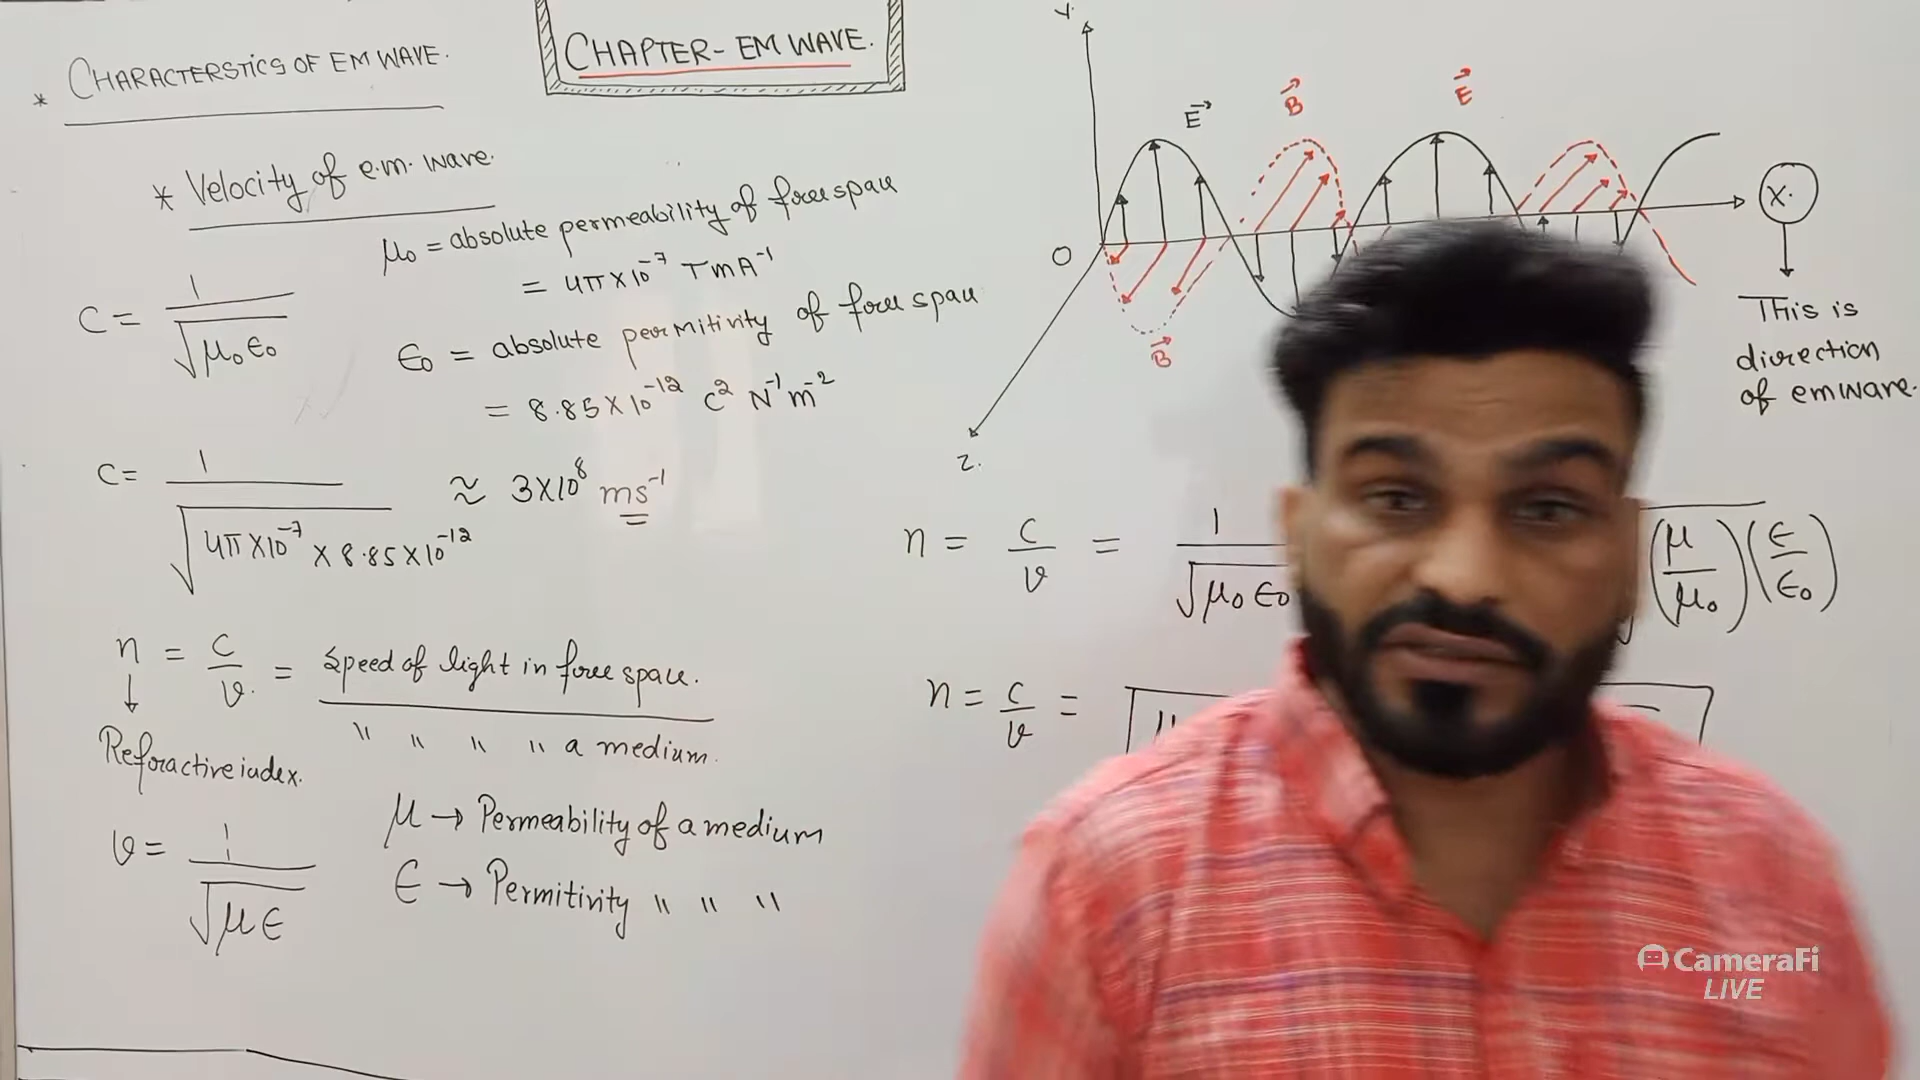 CHAPTER- EM WAVE.
* CHARACTERSTICS OF EM WAVE.
* Velocity of e.m. wave.
μ₀ = absolute permeability of free space
= 4π×10⁻⁷ TmA⁻¹
C = 1/√μ₀ε₀
ε₀ = absolute permitivity of free space
= 8.85×10⁻¹² C² N⁻¹ m⁻²
C = 1/√4π×10⁻⁷ × 8.85×10⁻¹² ≈ 3×10⁸ ms⁻¹
n = c/v = Speed of light in free space.
" " " " a medium.
Refractive index.
v = 1/√με
μ → Permeability of a medium
ε → Permitivity " " "
Y.
E⃗
B⃗
E⃗
O
X.
B⃗
Z.
This is
direction
of em wave.
n = c/v = 1/√μ₀ε₀
(μ/μ₀)(ε/ε₀)
n = c/v =
CameraFi
LIVE